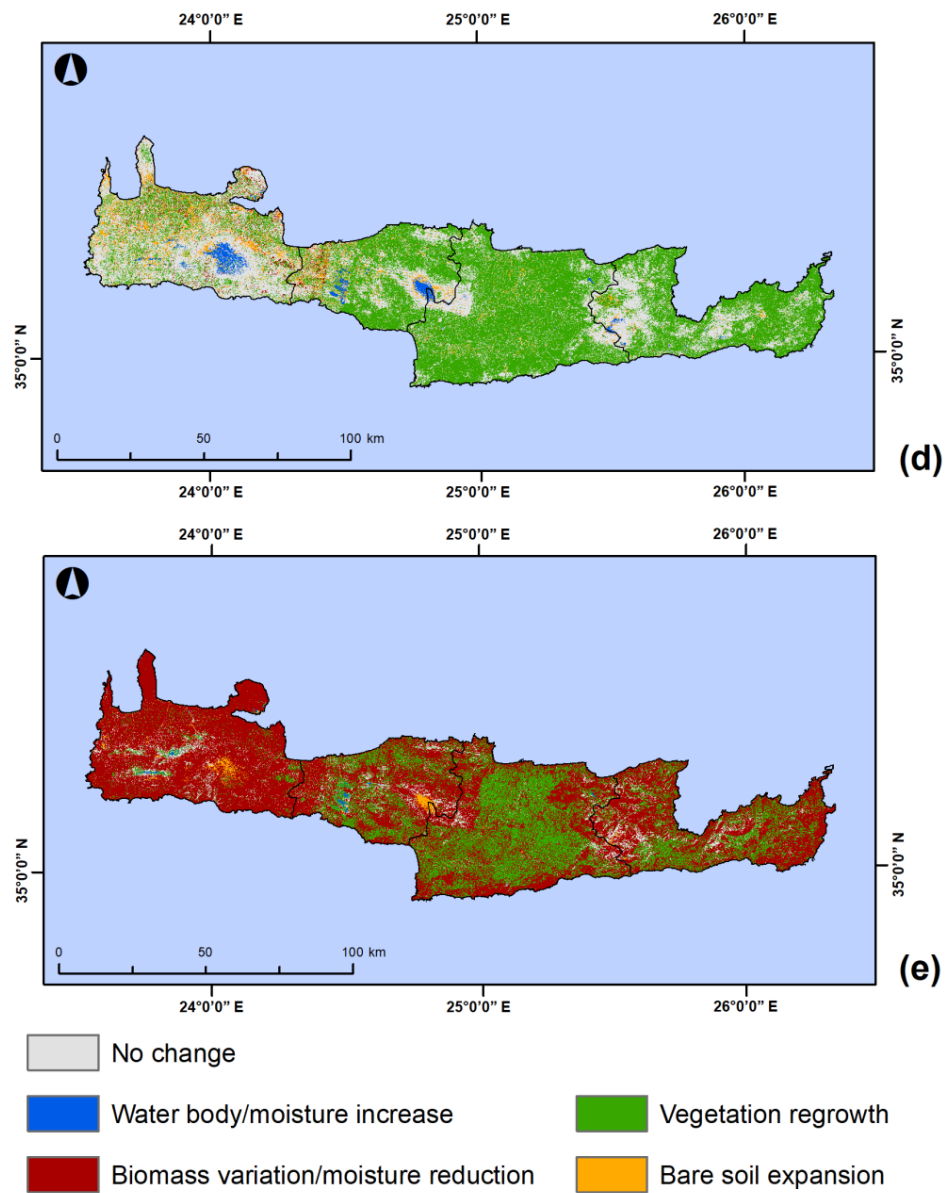 24°0'0'' E 25°0'0'' E 26°0'0'' E
35°0'0'' N
35°0'0'' N
0 50 100 km
(d)
24°0'0'' E 25°0'0'' E 26°0'0'' E
24°0'0'' E 25°0'0'' E 26°0'0'' E
35°0'0'' N
35°0'0'' N
0 50 100 km
(e)
24°0'0'' E 25°0'0'' E 26°0'0'' E
No change
Water body/moisture increase Vegetation regrowth
Biomass variation/moisture reduction Bare soil expansion